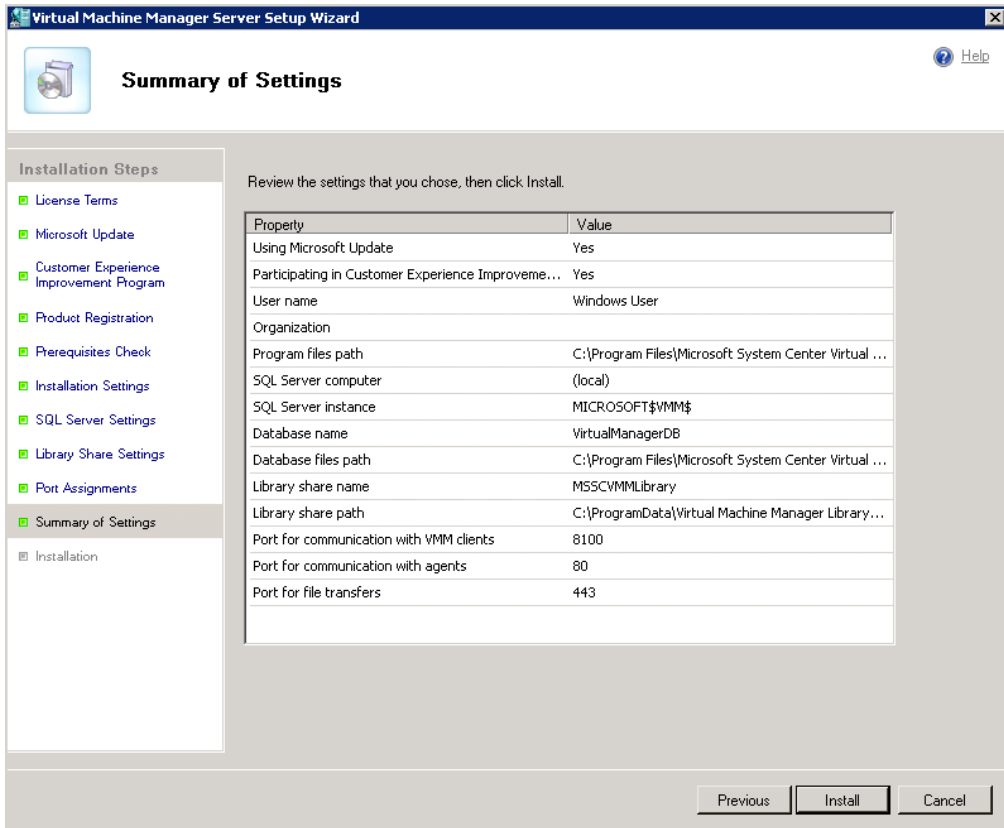 Virtual Machine Manager Server Setup Wizard
Summary of Settings
Help
Installation Steps
License Terms
Microsoft Update
Customer Experience
Improvement Program
Product Registration
Prerequisites Check
Installation Settings
SQL Server Settings
Library Share Settings
Port Assignments
Summary of Settings
Installation
Review the settings that you chose, then click Install.
Property Value
Using Microsoft Update Yes
Participating in Customer Experience Improveme... Yes
User name Windows User
Organization
Program files path C:\Program Files\Microsoft System Center Virtual ...
SQL Server computer (local)
SQL Server instance MICROSOFT$VMM$
Database name VirtualManagerDB
Database files path C:\Program Files\Microsoft System Center Virtual ...
Library share name MSSCVMMLibrary
Library share path C:\ProgramData\Virtual Machine Manager Library...
Port for communication with VMM clients 8100
Port for communication with agents 80
Port for file transfers 443
Previous Install Cancel